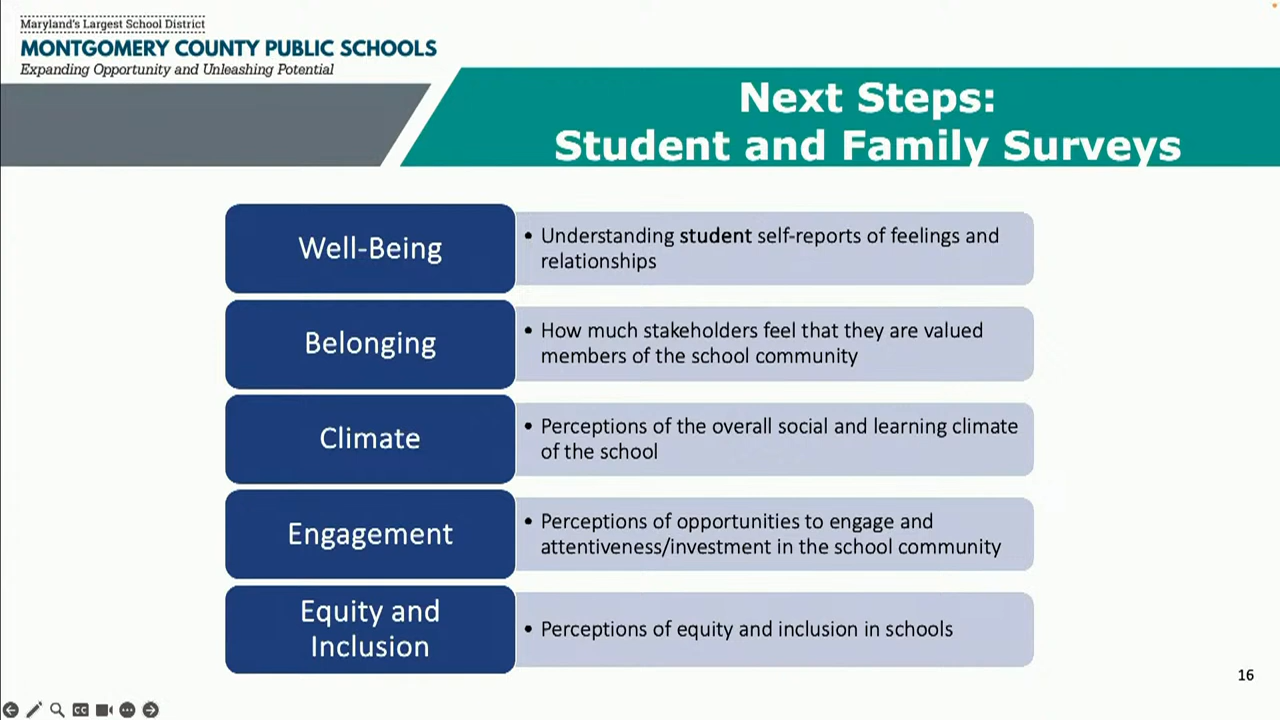 Maryland's Largest School District
MONTGOMERY COUNTY PUBLIC SCHOOLS
Expanding Opportunity and Unleashing Potential
Next Steps:
Student and Family Surveys
Well-Being
• Understanding student self-reports of feelings and
relationships
Belonging
• How much stakeholders feel that they are valued
members of the school community
Climate
• Perceptions of the overall social and learning climate
of the school
Engagement
• Perceptions of opportunities to engage and
attentiveness/investment in the school community
Equity and
Inclusion
• Perceptions of equity and inclusion in schools
16
CC